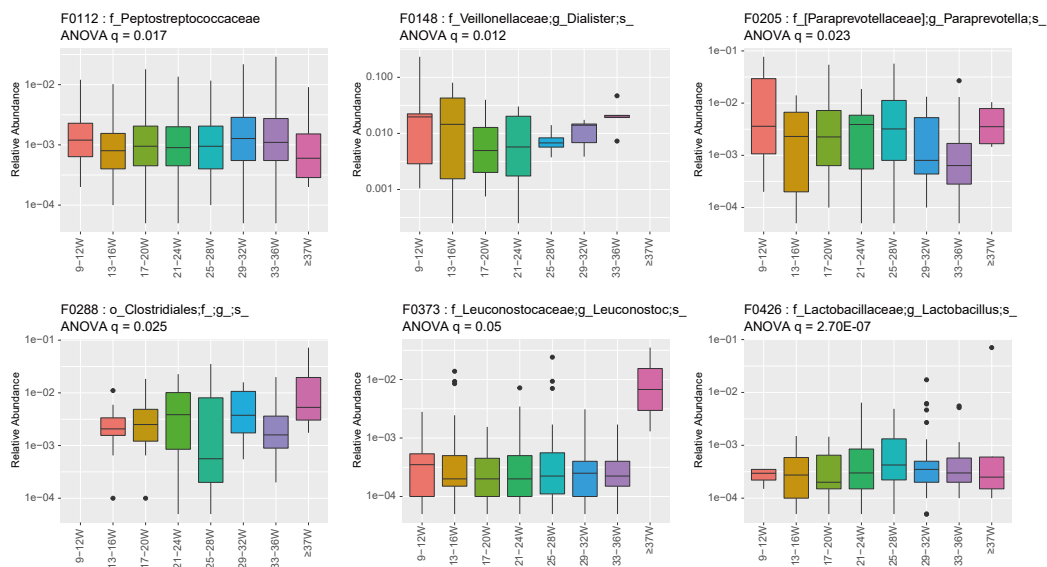 F0112 : f_Peptostreptococcaceae
ANOVA q = 0.017
Relative Abundance
1e−02
1e−03
1e−04
9−12W
13−16W
17−20W
21−24W
25−28W
29−32W
33−36W
≥37W
F0148 : f_Veillonellaceae;g_Dialister;s_
ANOVA q = 0.012
Relative Abundance
0.100
0.010
0.001
9−12W
13−16W
17−20W
21−24W
25−28W
29−32W
33−36W
≥37W
F0205 : f_[Paraprevotellaceae];g_Paraprevotella;s_
ANOVA q = 0.023
Relative Abundance
1e−01
1e−02
1e−03
1e−04
9−12W
13−16W
17−20W
21−24W
25−28W
29−32W
33−36W
≥37W
F0288 : o_Clostridiales;f_;g_;s_
ANOVA q = 0.025
Relative Abundance
1e−01
1e−02
1e−03
1e−04
9−12W
13−16W
17−20W
21−24W
25−28W
29−32W
33−36W
≥37W
F0373 : f_Leuconostocaceae;g_Leuconostoc;s_
ANOVA q = 0.05
Relative Abundance
1e−02
1e−03
1e−04
9−12W
13−16W
17−20W
21−24W
25−28W
29−32W
33−36W
≥37W
F0426 : f_Lactobacillaceae;g_Lactobacillus;s_
ANOVA q = 2.70E-07
Relative Abundance
1e−01
1e−02
1e−03
1e−04
9−12W
13−16W
17−20W
21−24W
25−28W
29−32W
33−36W
≥37W